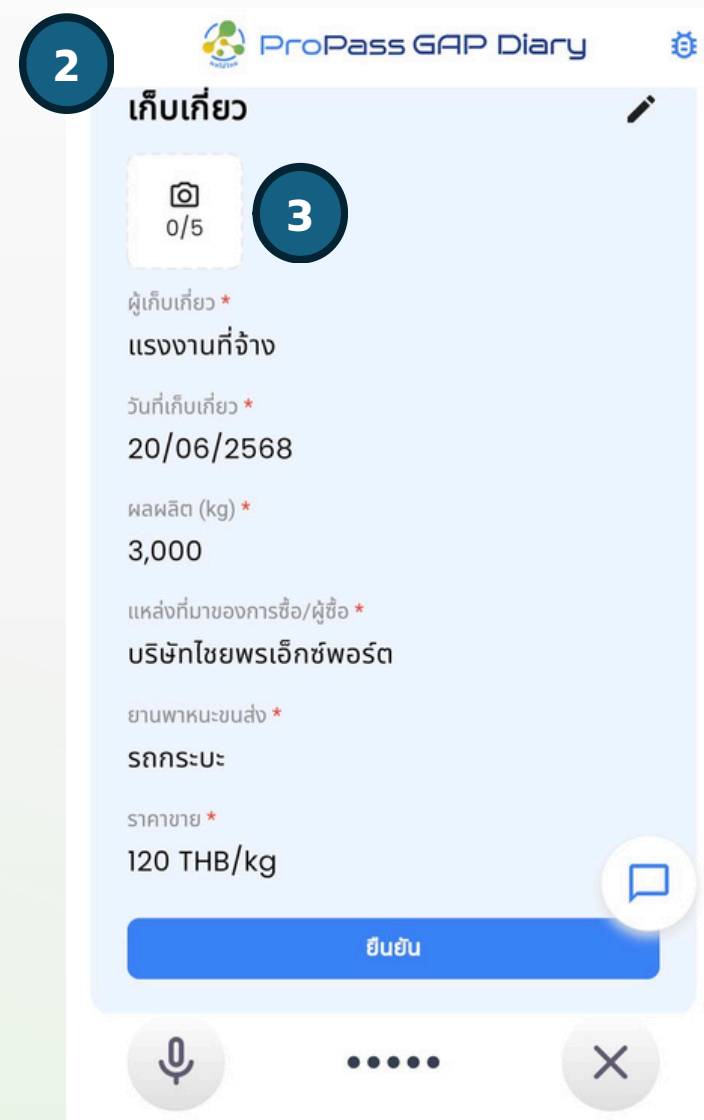 2
ProPass GAP Diary
เก็บเกี่ยว
0/5
3
ผู้เก็บเกี่ยว *
แรงงานที่จ้าง
วันที่เก็บเกี่ยว *
20/06/2568
ผลผลิต (kg) *
3,000
แหล่งที่มาของการซื้อ/ผู้ซื้อ *
บริษัทไชยพรเอ็กซ์พอร์ต
ยานพาหนะขนส่ง *
รถกระบะ
ราคาขาย *
120 THB/kg
ยืนยัน